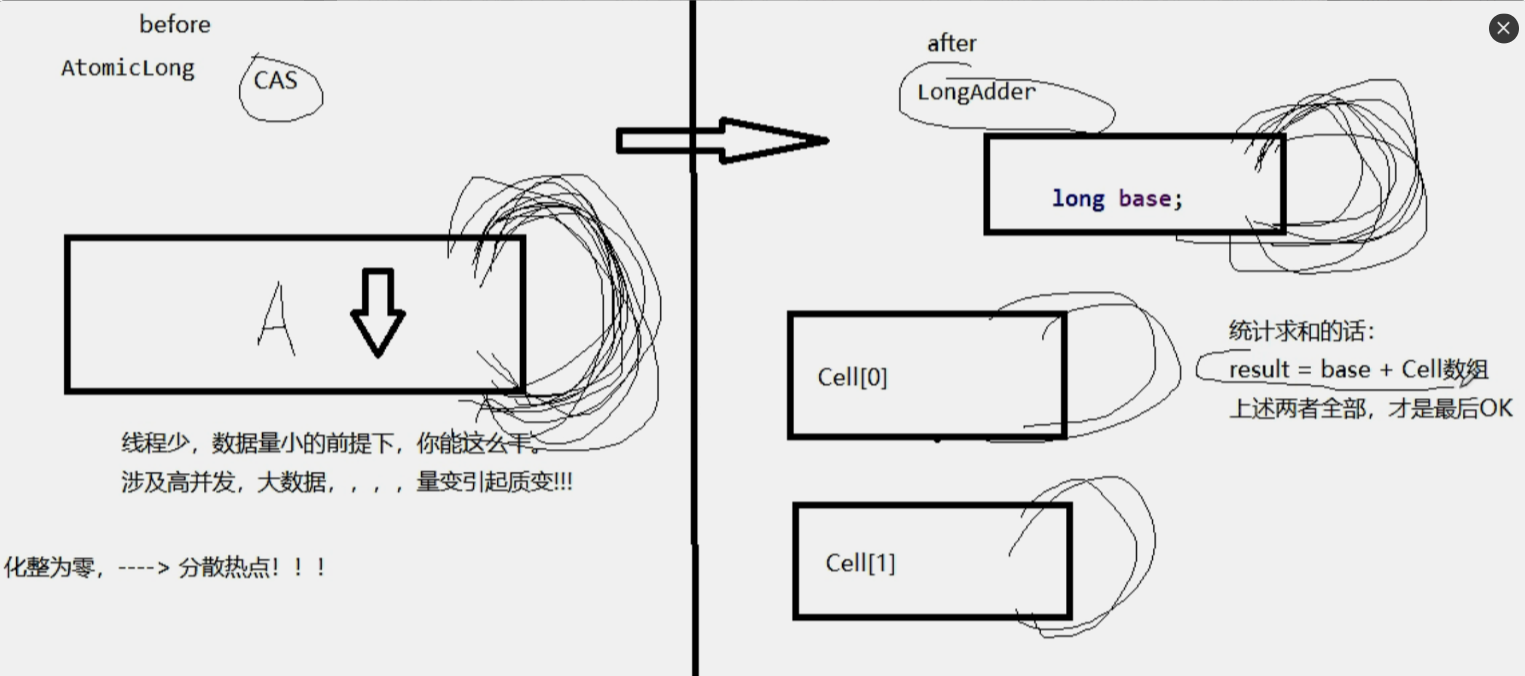 before
AtomicLong
CAS
A
线程少，数据量小的前提下，你能这么干。
涉及高并发，大数据，，，，量变引起质变!!!
化整为零，----> 分散热点！！！
after
LongAdder
long base;
Cell[0]
统计求和的话：
result = base + Cell数组
上述两者全部，才是最后OK
Cell[1]